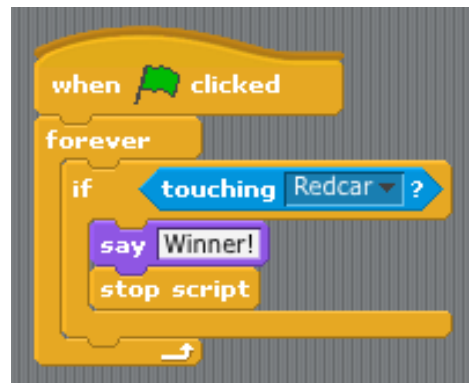 when clicked
forever
if touching Redcar ?
say Winner!
stop script